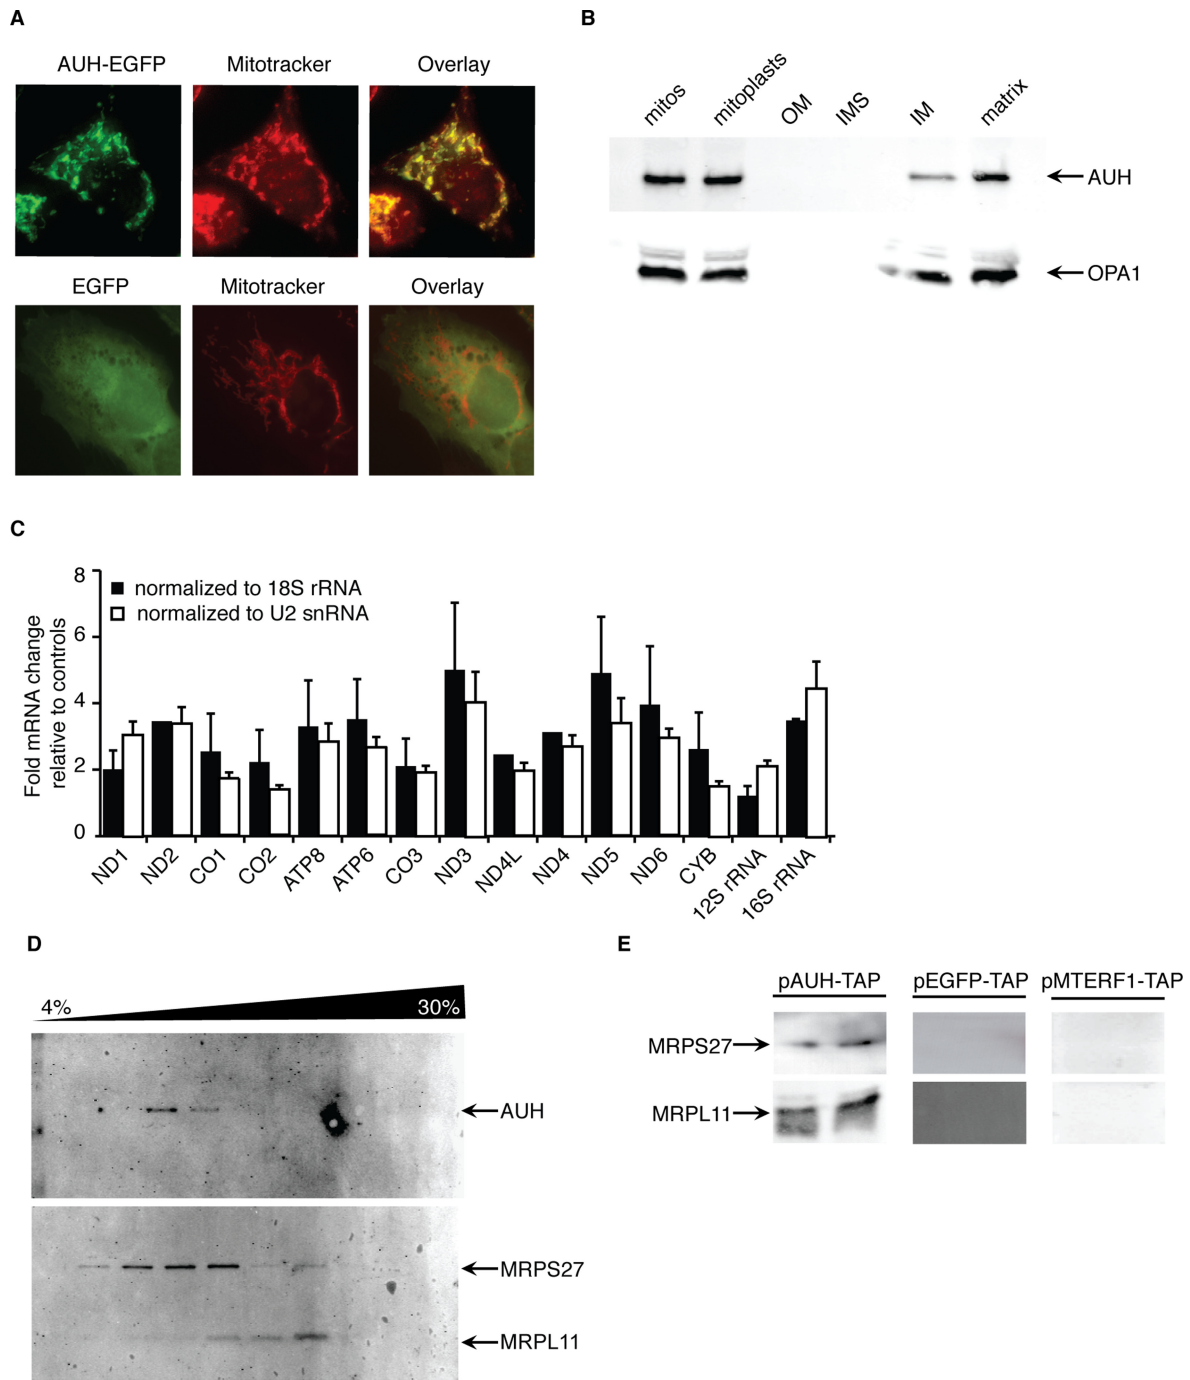 A
AUH-EGFP Mitotracker Overlay
EGFP Mitotracker Overlay
B
mitos mitoplasts OM IMS IM matrix
AUH
OPA1
C
Fold mRNA change
relative to controls
8
6
4
2
0
normalized to 18S rRNA
normalized to U2 snRNA
ND1 ND2 CO1 CO2 ATP8 ATP6 CO3 ND3 ND4L ND4 ND5 ND6 CYB 12S rRNA 16S rRNA
D
4% 30%
AUH
MRPS27
MRPL11
E
pAUH-TAP pEGFP-TAP pMTERF1-TAP
MRPS27
MRPL11